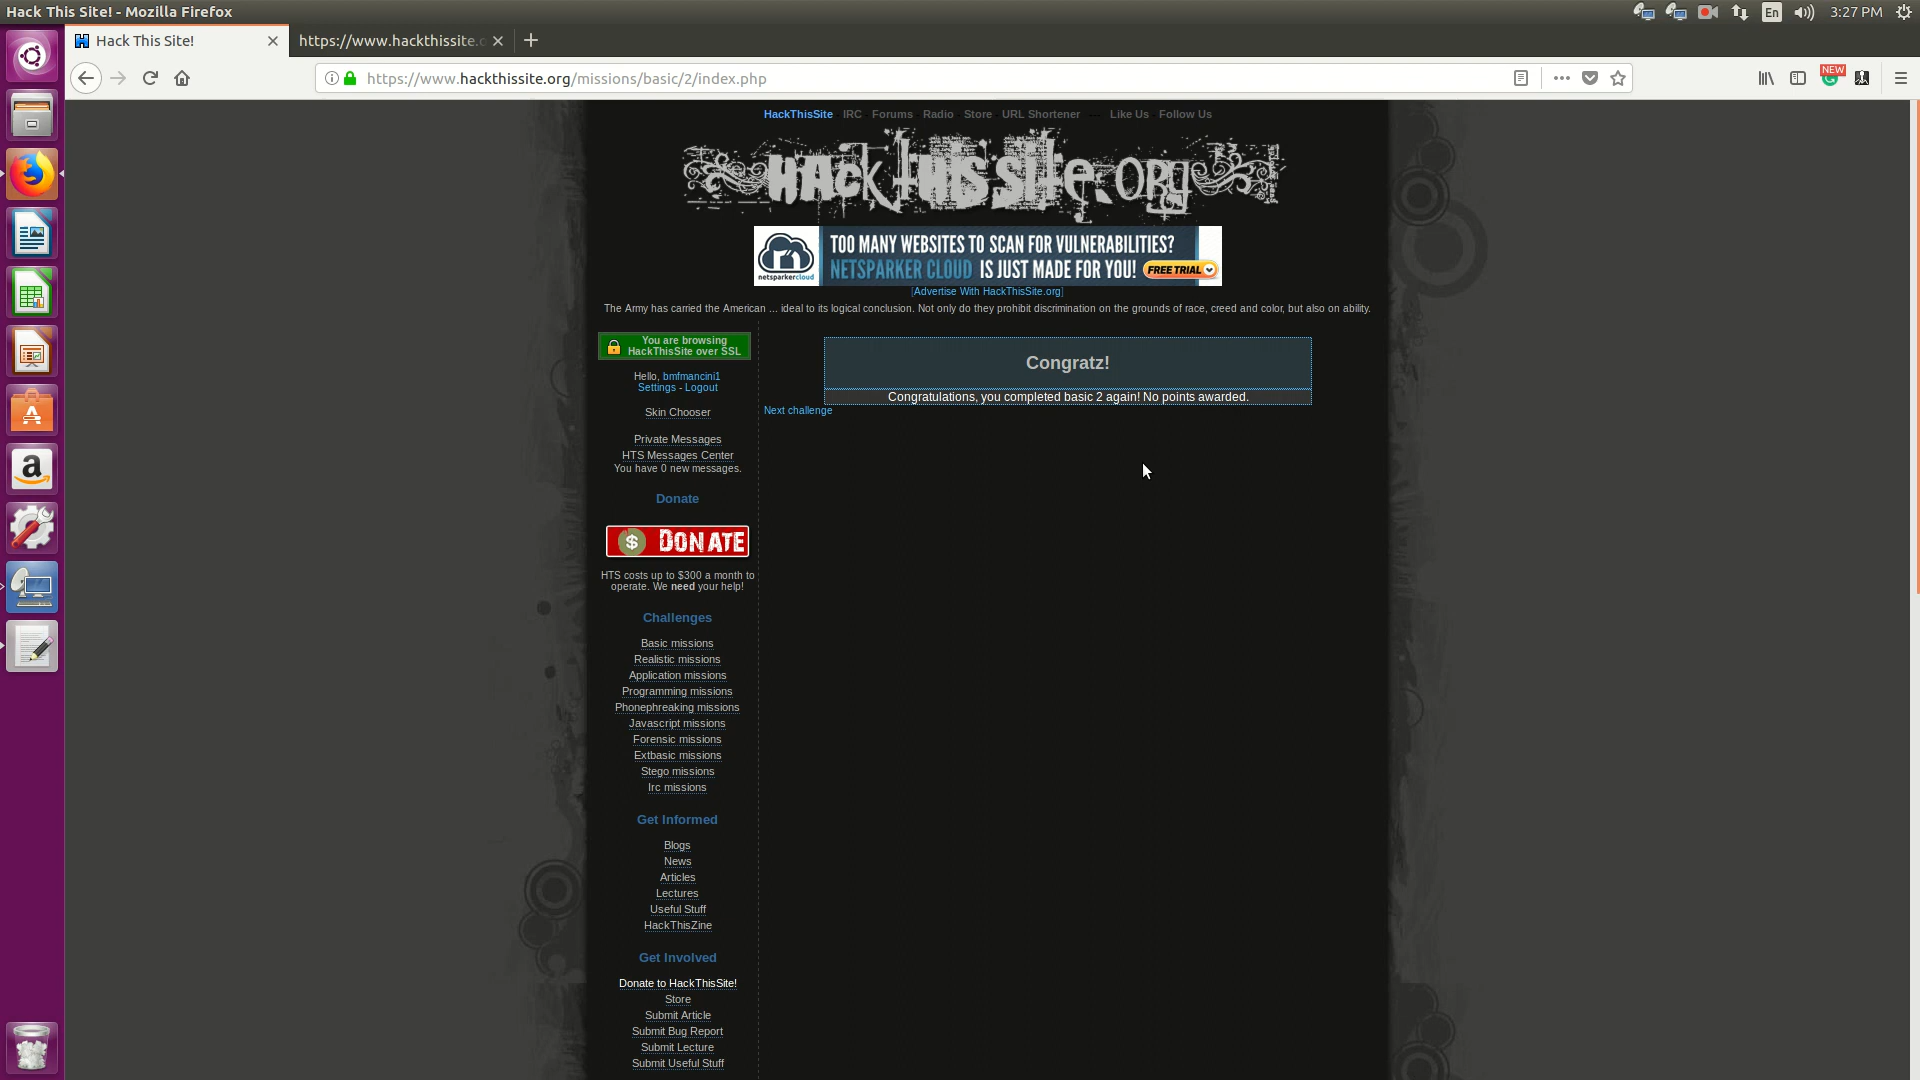 Hack This Site! - Mozilla Firefox
En
3:27 PM
Hack This Site!
https://www.hackthissite.o
https://www.hackthissite.org/missions/basic/2/index.php
NEW
HackThisSite IRC Forums Radio Store URL Shortener --- Like Us Follow Us
HACK THIS SITE.ORG
TOO MANY WEBSITES TO SCAN FOR VULNERABILITIES?
NETSPARKER CLOUD IS JUST MADE FOR YOU!
FREE TRIAL
netsparkercloud
[Advertise With HackThisSite.org]
The Army has carried the American ... ideal to its logical conclusion. Not only do they prohibit discrimination on the grounds of race, creed and color, but also on ability.
You are browsing
HackThisSite over SSL
Hello, bmfmancini1
Settings - Logout
Skin Chooser
Private Messages
HTS Messages Center
You have 0 new messages.
Donate
$ DONATE
HTS costs up to $300 a month to
operate. We need your help!
Challenges
Basic missions
Realistic missions
Application missions
Programming missions
Phonephreaking missions
Javascript missions
Forensic missions
Extbasic missions
Stego missions
Irc missions
Get Informed
Blogs
News
Articles
Lectures
Useful Stuff
HackThisZine
Get Involved
Donate to HackThisSite!
Store
Submit Article
Submit Bug Report
Submit Lecture
Submit Useful Stuff
Congratz!
Congratulations, you completed basic 2 again! No points awarded.
Next challenge